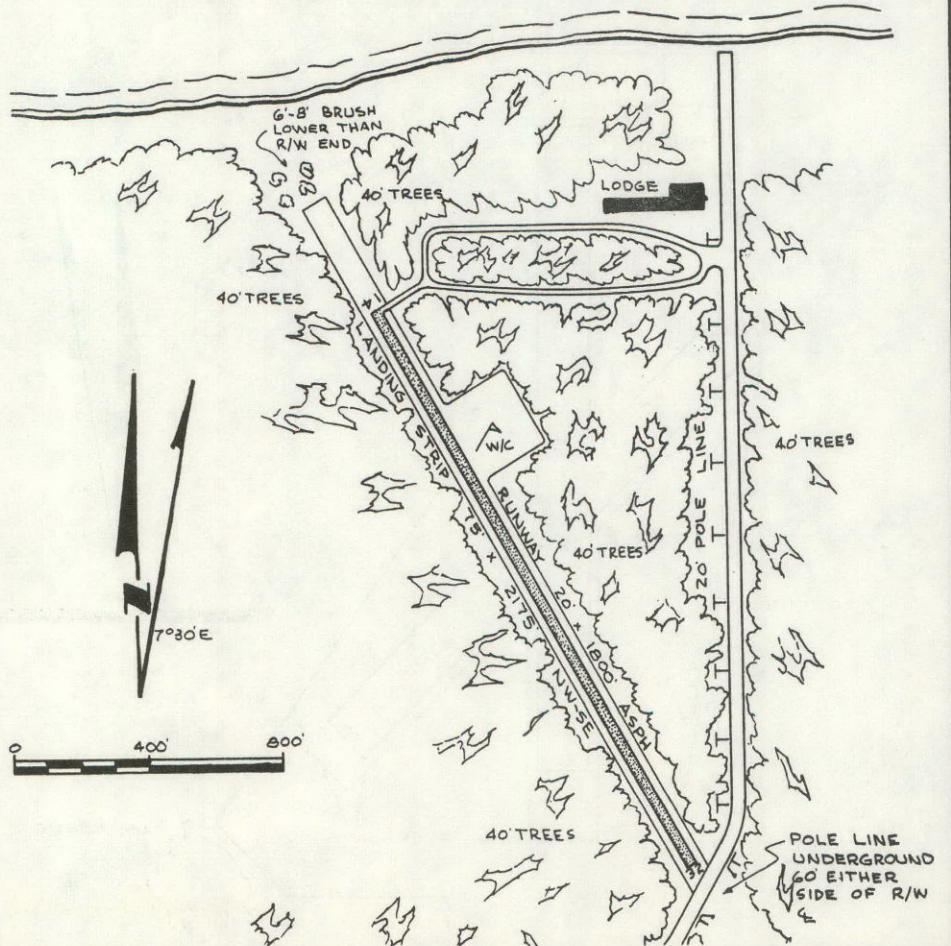 6'-8' BRUSH
LOWER THAN
R/W END
40' TREES
LODGE
40' TREES
LANDING STRIP 75' x 2175' NW-SE
W/C
RUNWAY 20' x 1800' ASPH
20' POLE LINE
40' TREES
40' TREES
N
7°30'E
0 400' 800'
40' TREES
POLE LINE
UNDERGROUND
60' EITHER
SIDE OF R/W
℄